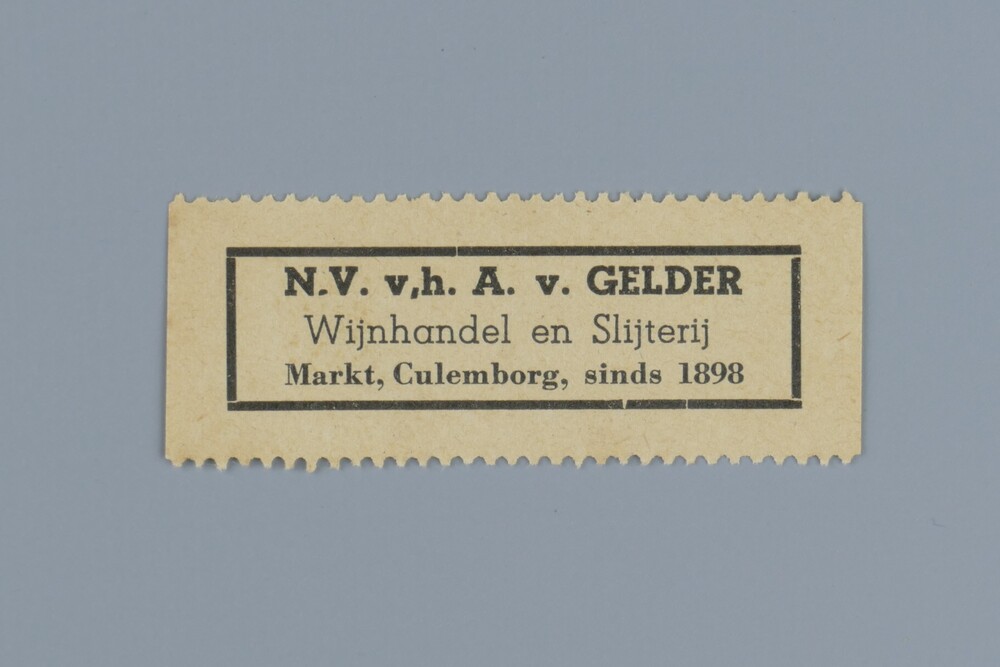 N.V. v,h. A. v. GELDER
Wijnhandel en Slijterij
Markt, Culemborg, sinds 1898